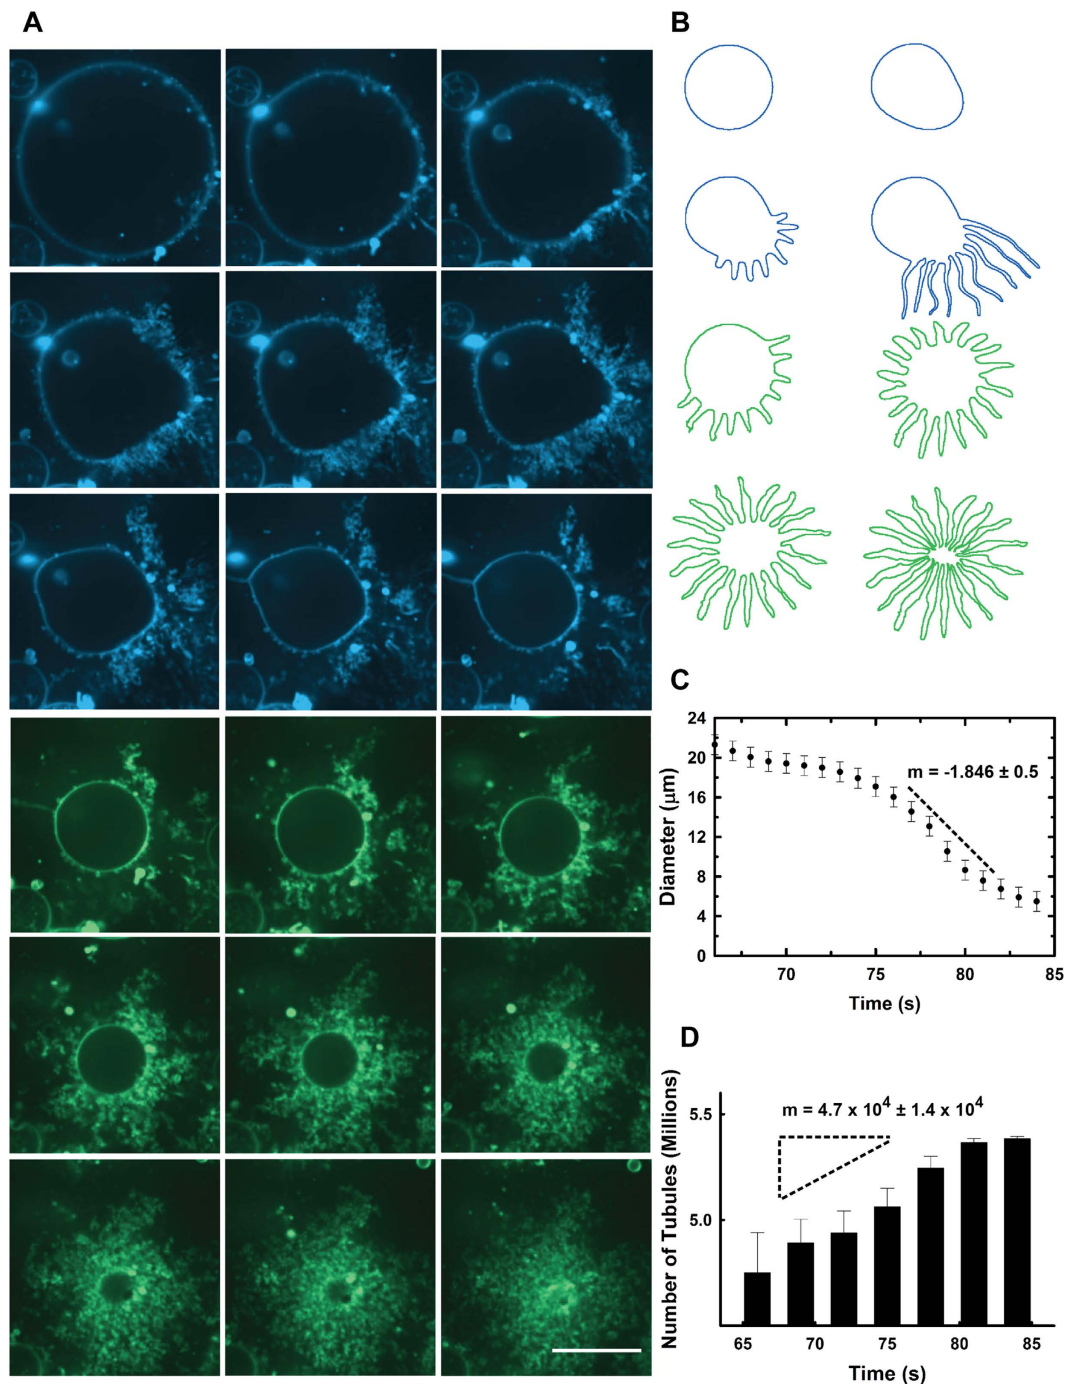 A
B
C
24
20
16
12
8
4
0
Diameter (μm)
m = -1.846 ± 0.5
70
75
80
85
Time (s)
D
Number of Tubules (Millions)
5.5
5.0
m = 4.7 x 10⁴ ± 1.4 x 10⁴
65
70
75
80
85
Time (s)